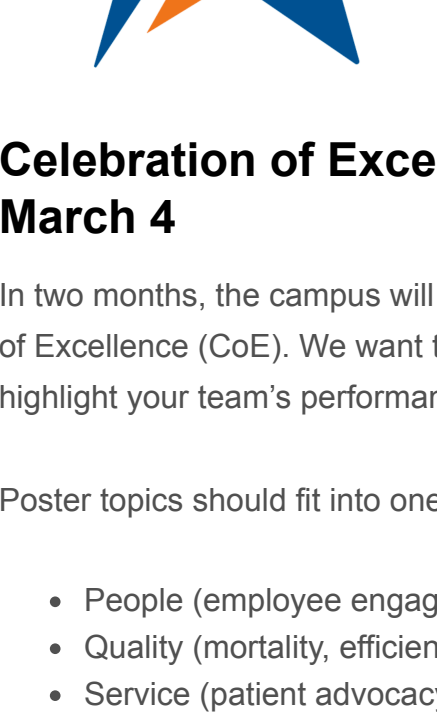 Celebration of Exce
March 4
In two months, the campus will
of Excellence (CoE). We want t
highlight your team’s performar
Poster topics should fit into one
• People (employee engag
• Quality (mortality, efficien
• Service (patient advocacy